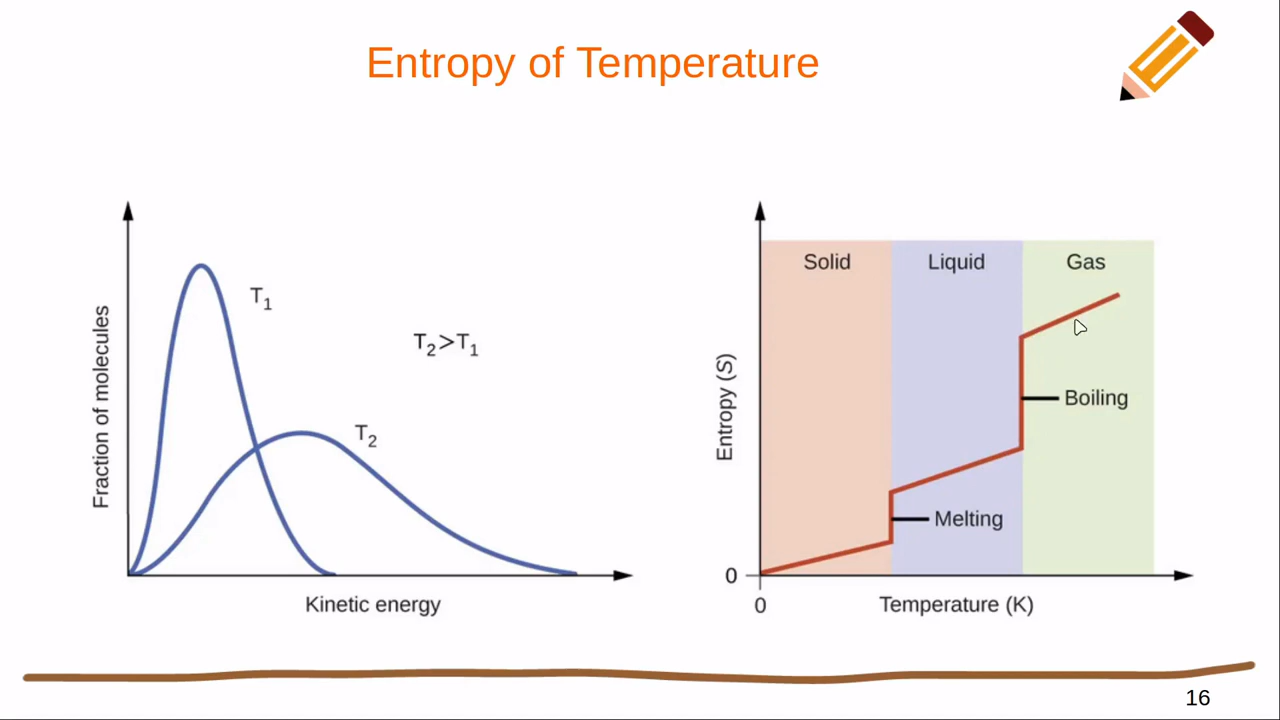 Entropy of Temperature
Fraction of molecules
T₁
T₂>T₁
T₂
Kinetic energy
Entropy (S)
Solid
Liquid
Gas
Boiling
Melting
0
0
Temperature (K)
16